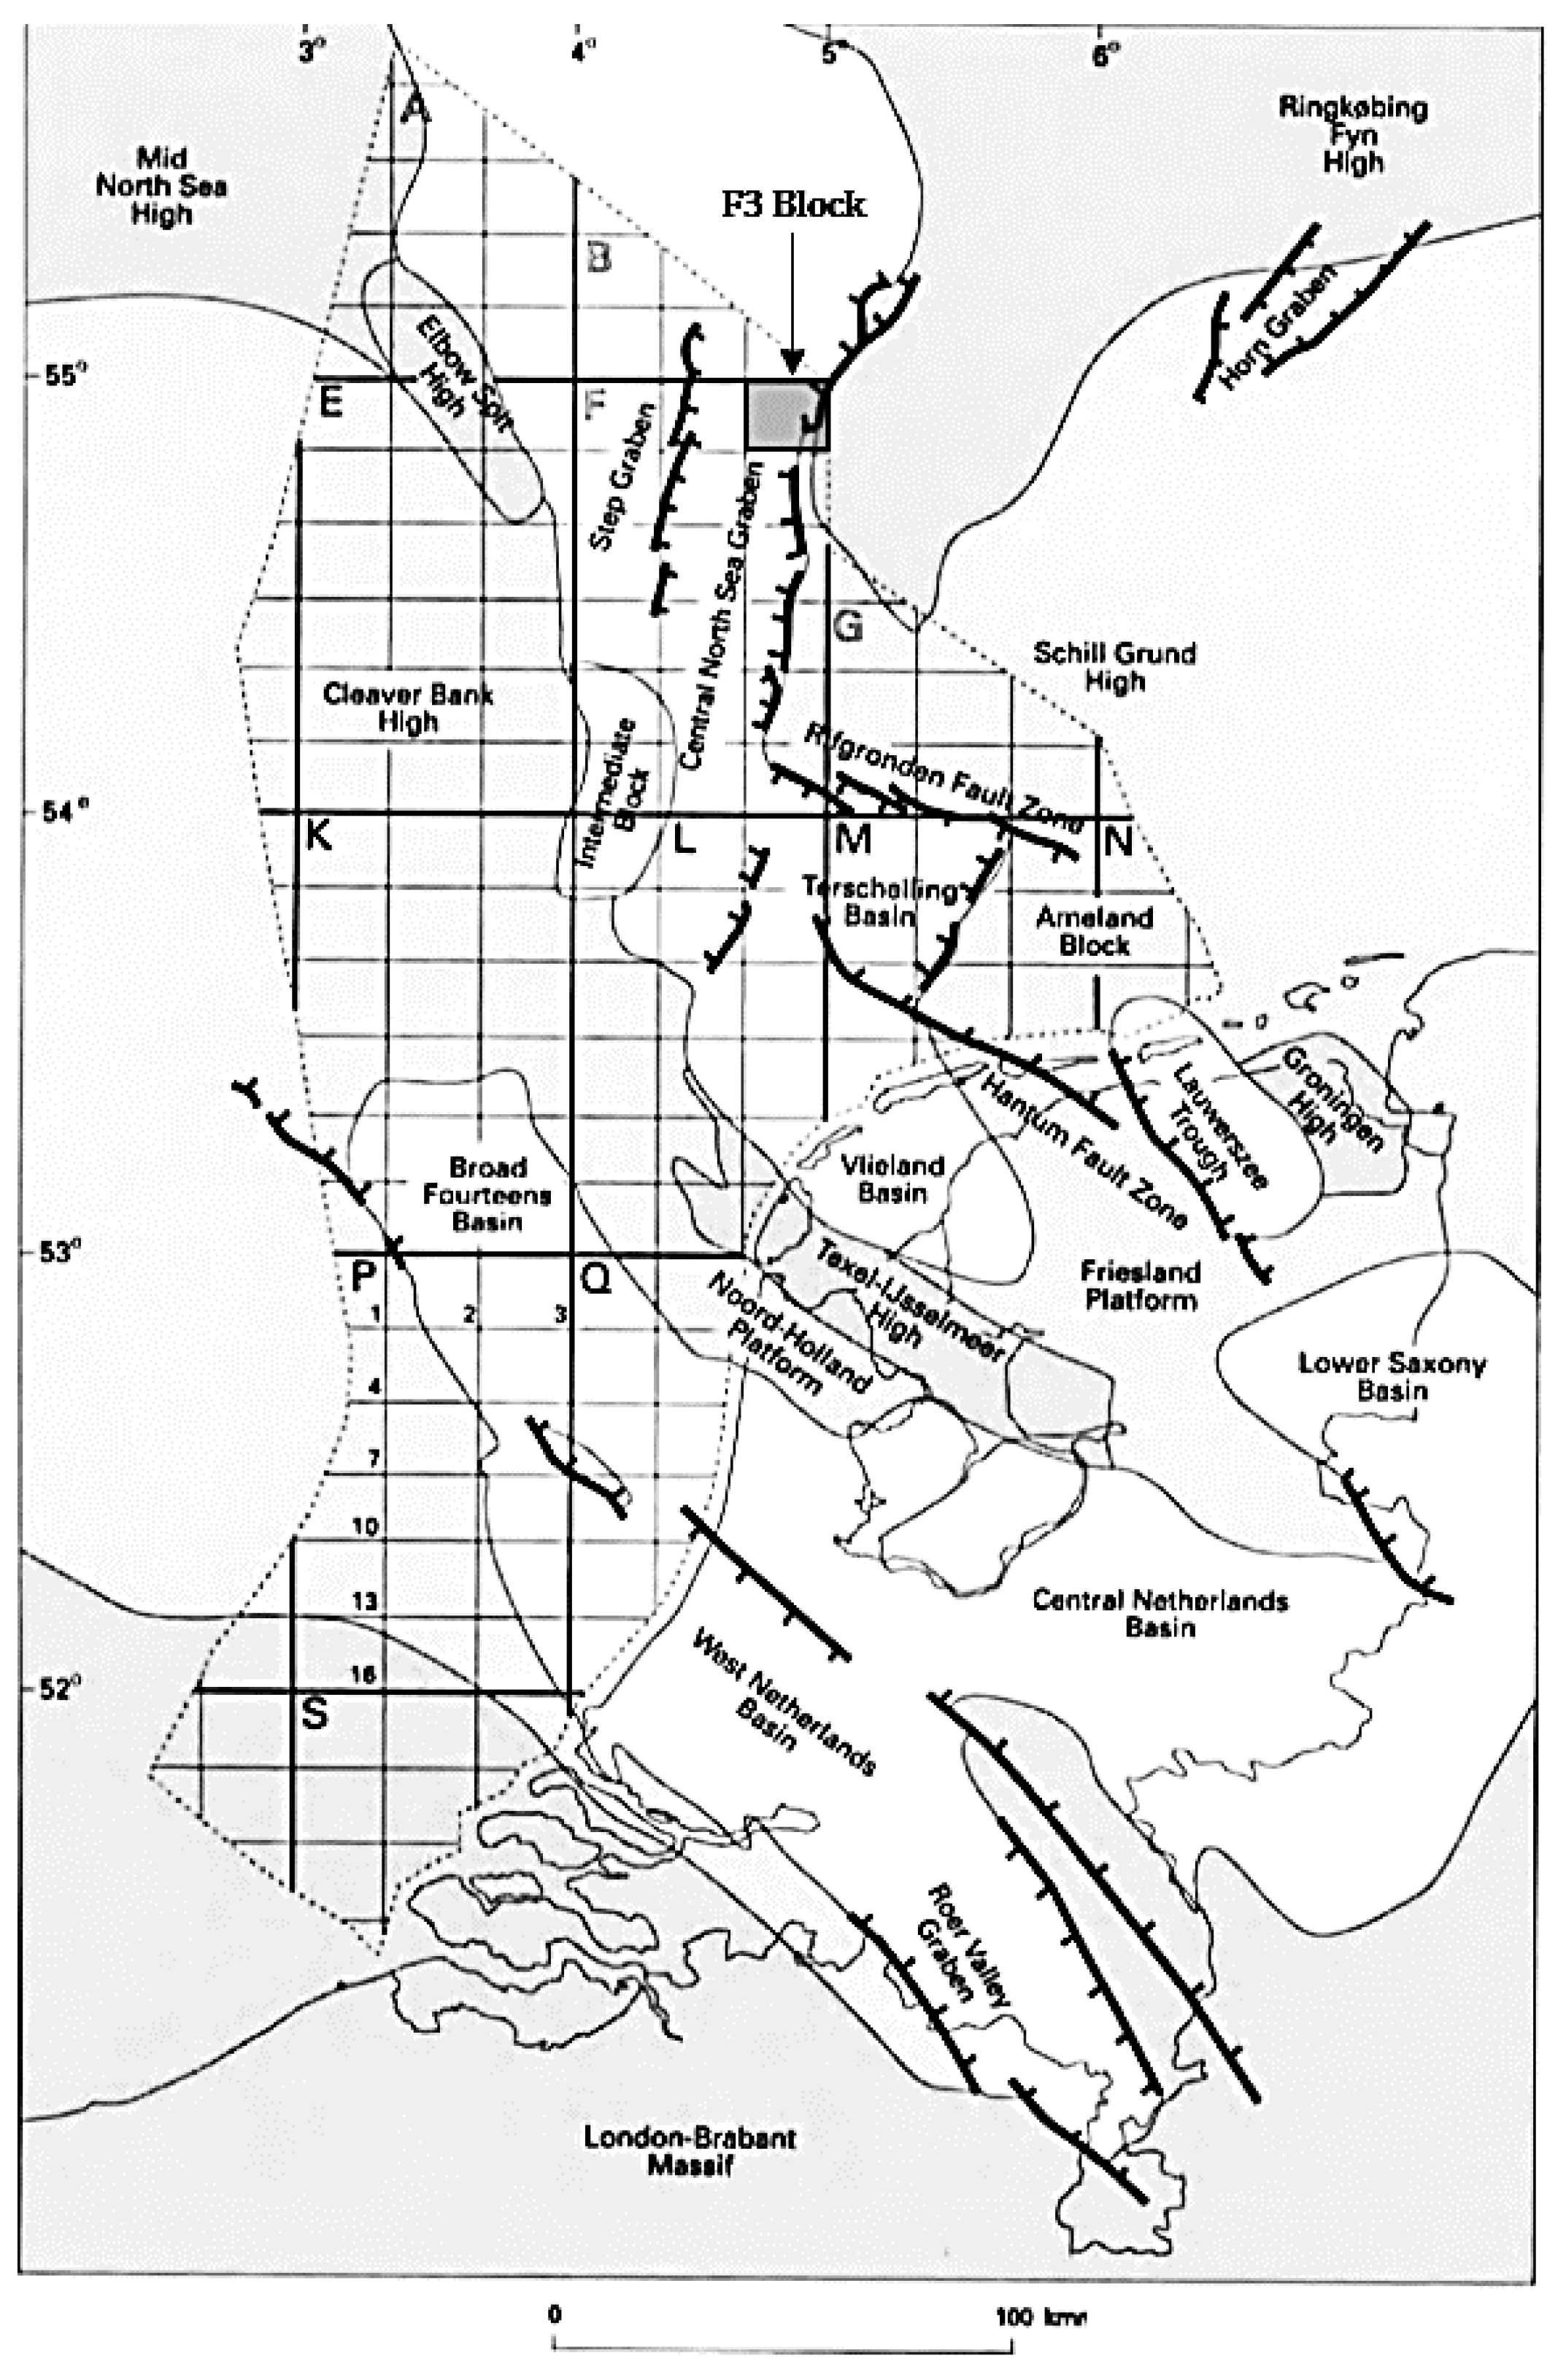 3°
4°
5°
6°
A
Ringkøbing
Fyn
High
Mid
North Sea
High
F3 Block
B
Horn Graben
Elbow Spit
High
55°
E
F
Step Graben
Central North Sea Graben
G
Schill Grund
High
Cleaver Bank
High
Intermediate
Block
Rifgronden Fault Zone
54°
K
L
M
N
Terschelling
Basin
Ameland
Block
Groningen
High
Lauwerszee
Trough
Hantum Fault Zone
Broad
Fourteens
Basin
Vlieland
Basin
53°
P
Q
Texel-IJsselmeer
High
Friesland
Platform
1
2
3
Noord-Holland
Platform
Lower Saxony
Basin
4
7
10
13
Central Netherlands
Basin
West Netherlands
Basin
52°
16
S
Roer Valley
Graben
London-Brabant
Massif
0
100 km